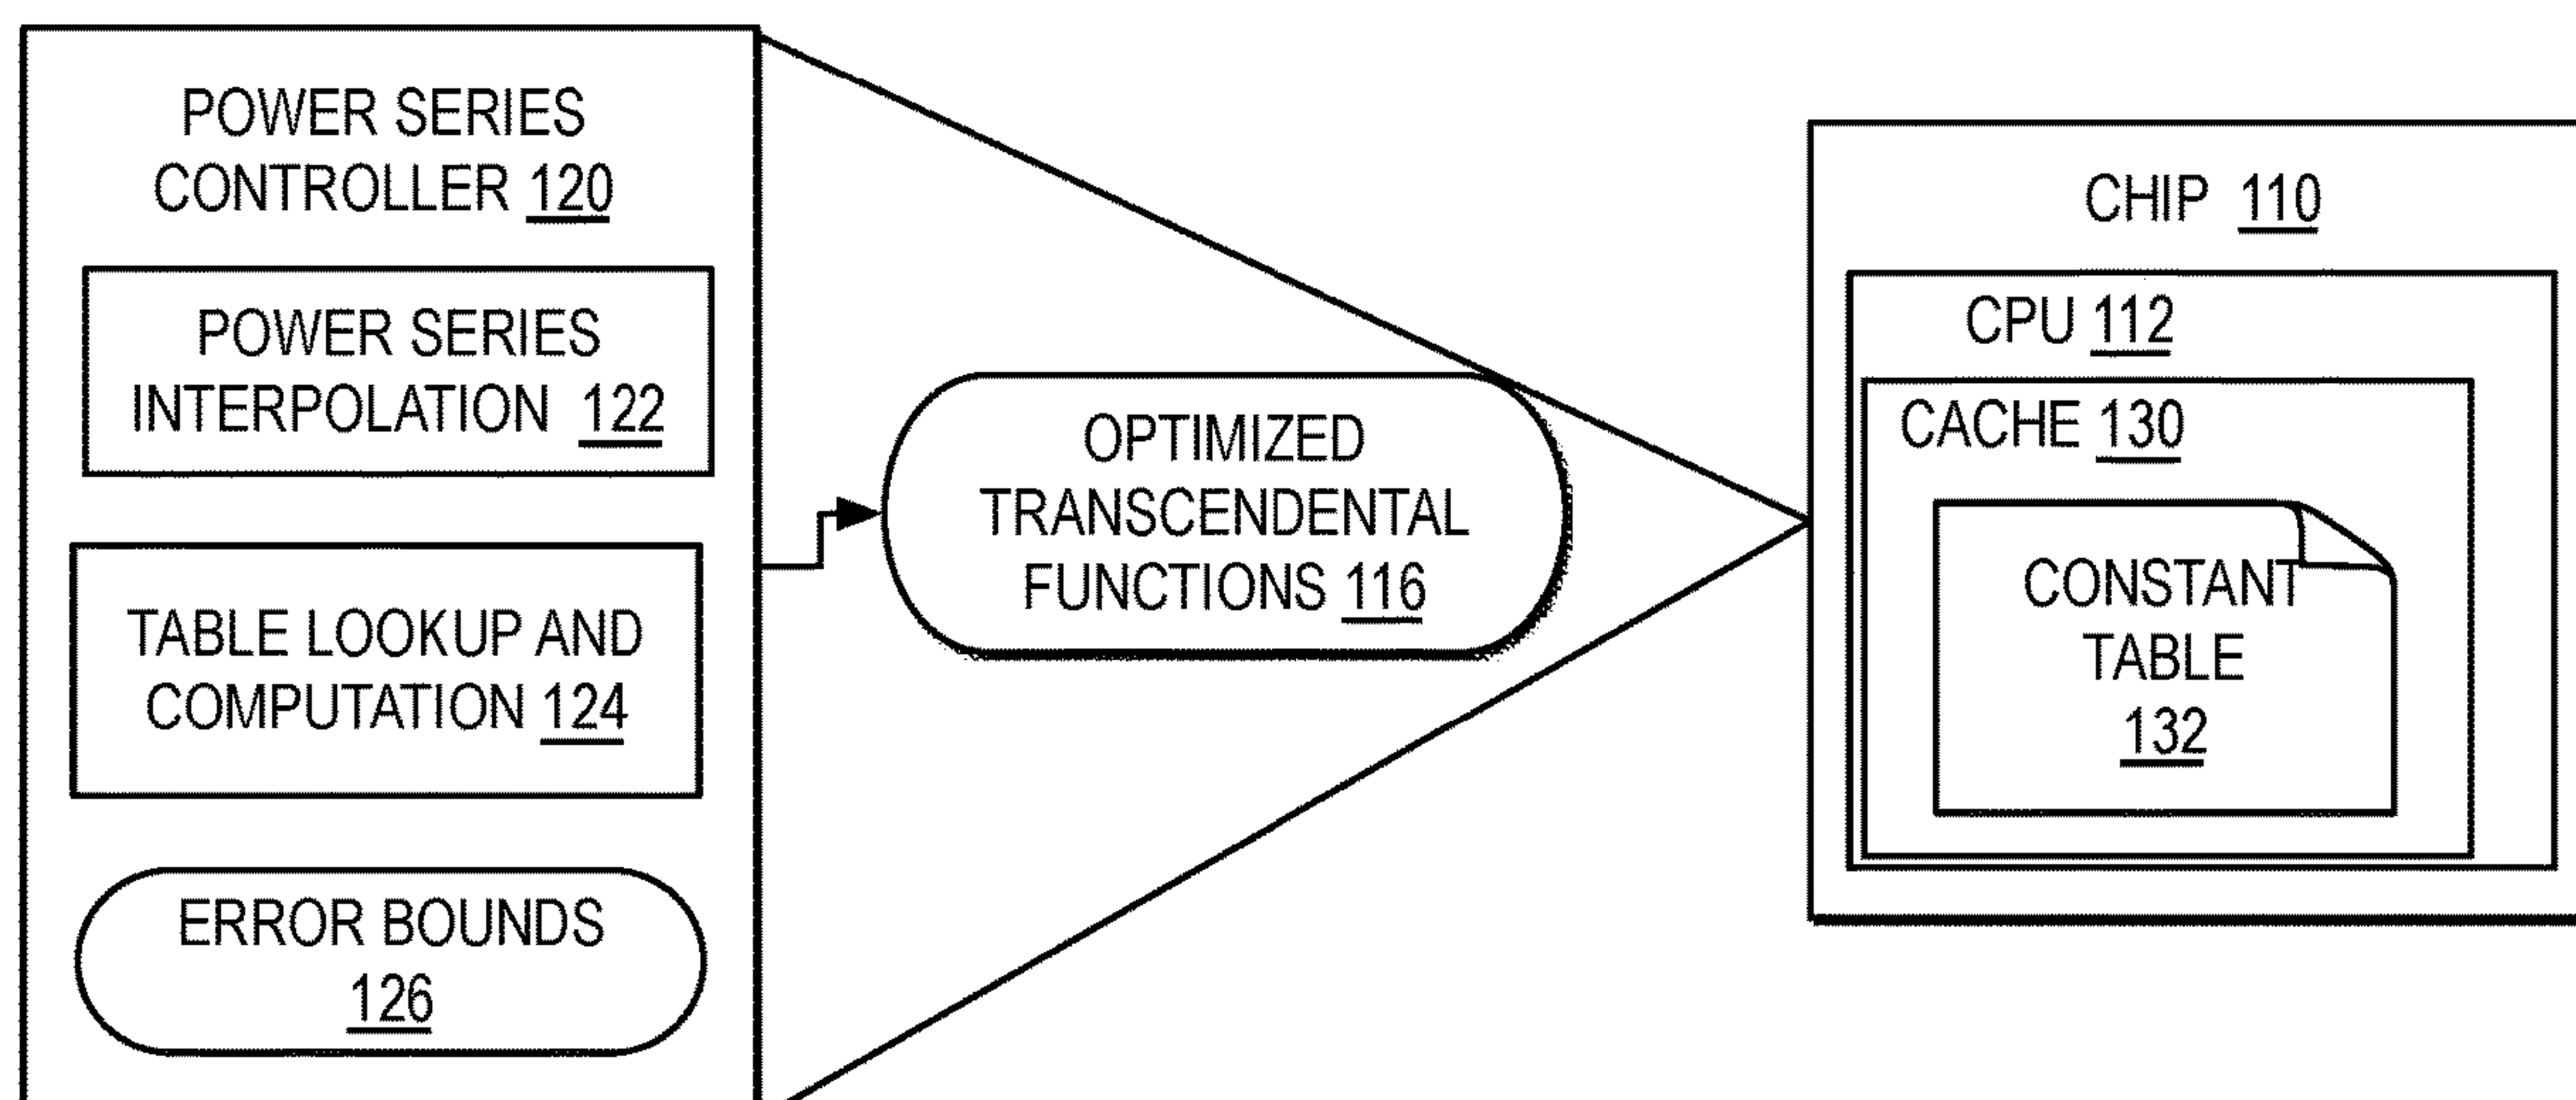 POWER SERIES
CONTROLLER 120
POWER SERIES
INTERPOLATION 122
TABLE LOOKUP AND
COMPUTATION 124
ERROR BOUNDS
126
OPTIMIZED
TRANSCENDENTAL
FUNCTIONS 116
CHIP 110
CPU 112
CACHE 130
CONSTANT
TABLE
132